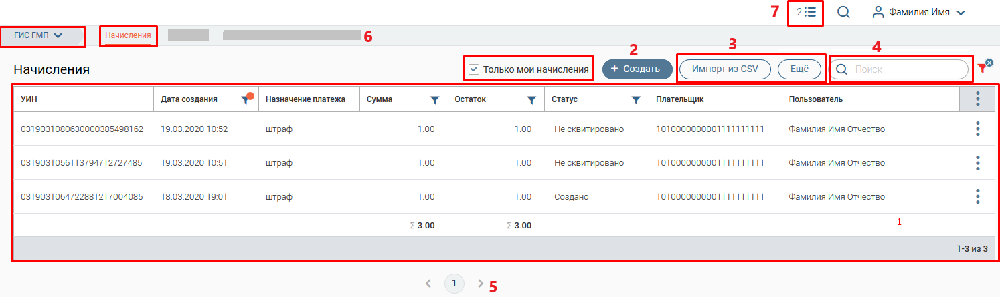 7 2 Фамилия Имя
ГИС ГМП Начисления 6
2 3 4
Начисления Только мои начисления + Создать Импорт из CSV Ещё Поиск
УИН Дата создания Назначение платежа Сумма Остаток Статус Плательщик Пользователь
0319031080630000385498162 19.03.2020 10:52 штраф 1.00 1.00 Не сквитировано 1010000000001111111111 Фамилия Имя Отчество
0319031056113794712727485 19.03.2020 10:51 штраф 1.00 1.00 Не сквитировано 1010000000001111111111 Фамилия Имя Отчество
0319031064722881217004085 18.03.2020 19:01 штраф 1.00 1.00 Создано 1010000000001111111111 Фамилия Имя Отчество
Σ 3.00 Σ 3.00 1
1-3 из 3
1 5